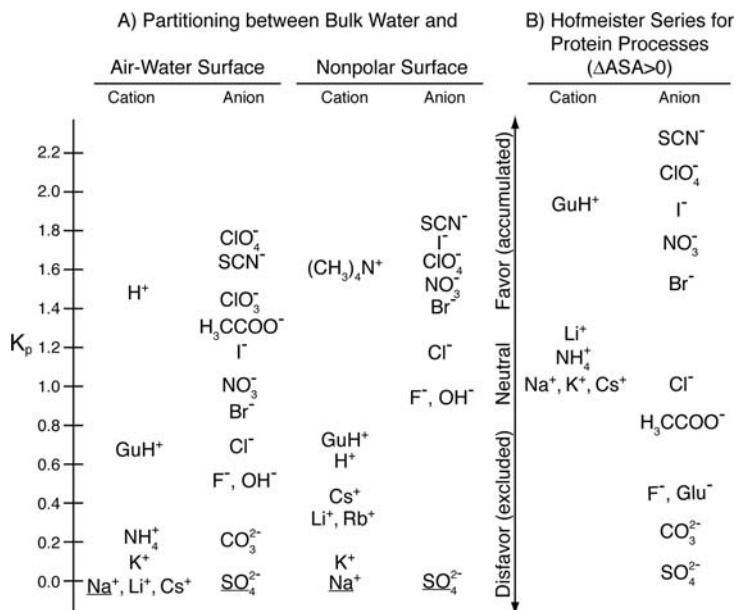 A) Partitioning between Bulk Water and
B) Hofmeister Series for
Protein Processes
(ΔASA>0)
Air-Water Surface
Nonpolar Surface
Cation
Anion
Cation
Anion
Cation
Anion
Kₚ
2.2
2.0
1.8
1.6
1.4
1.2
1.0
0.8
0.6
0.4
0.2
0.0
H⁺
GuH⁺
NH₄⁺
K⁺
Na⁺, Li⁺, Cs⁺
ClO₄⁻
SCN⁻
ClO₃⁻
H₃CCOO⁻
I⁻
NO₃⁻
Br⁻
Cl⁻
F⁻, OH⁻
CO₃²⁻
SO₄²⁻
(CH₃)₄N⁺
GuH⁺
H⁺
Cs⁺
Li⁺, Rb⁺
K⁺
Na⁺
SCN⁻
I⁻
ClO₄⁻
NO₃⁻
Br⁻
Cl⁻
F⁻, OH⁻
SO₄²⁻
Favor (accumulated)
Neutral
Disfavor (excluded)
GuH⁺
Li⁺
NH₄⁺
Na⁺, K⁺, Cs⁺
SCN⁻
ClO₄⁻
I⁻
NO₃⁻
Br⁻
Cl⁻
H₃CCOO⁻
F⁻, Glu⁻
CO₃²⁻
SO₄²⁻